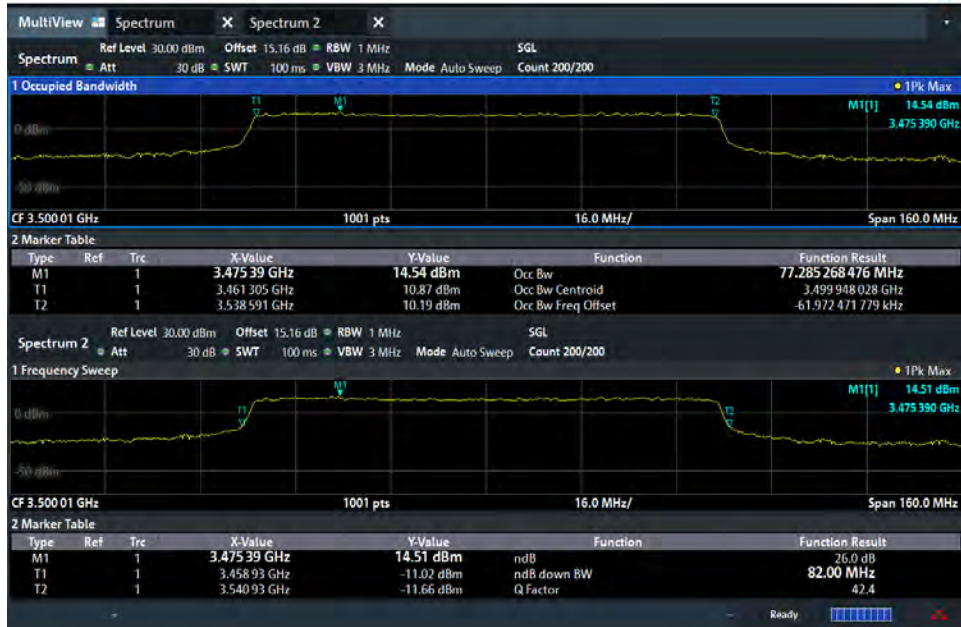 MultiView Spectrum X Spectrum 2 X
Ref Level 30.00 dBm Offset 15.16 dB RBW 1 MHz SGL
Spectrum Att 30 dB SWT 100 ms VBW 3 MHz Mode Auto Sweep Count 200/200
1 Occupied Bandwidth 1Pk Max
T1 M1 T2 M1[1] 14.54 dBm
0 dBm 3.475 390 GHz
-50 dBm
CF 3.500 01 GHz 1001 pts 16.0 MHz/ Span 160.0 MHz
2 Marker Table
Type Ref Trc X-Value Y-Value Function Function Result
M1 1 3.475 39 GHz 14.54 dBm Occ Bw 77.285 268 476 MHz
T1 1 3.461 305 GHz 10.87 dBm Occ Bw Centroid 3.499 948 028 GHz
T2 1 3.538 591 GHz 10.19 dBm Occ Bw Freq Offset -61.972 471 779 kHz
Ref Level 30.00 dBm Offset 15.16 dB RBW 1 MHz SGL
Spectrum 2 Att 30 dB SWT 100 ms VBW 3 MHz Mode Auto Sweep Count 200/200
1 Frequency Sweep 1Pk Max
M1 M1[1] 14.51 dBm
0 dBm T1 T2 3.475 390 GHz
-50 dBm
CF 3.500 01 GHz 1001 pts 16.0 MHz/ Span 160.0 MHz
2 Marker Table
Type Ref Trc X-Value Y-Value Function Function Result
M1 1 3.475 39 GHz 14.51 dBm ndB 26.0 dB
T1 1 3.458 93 GHz -11.02 dBm ndB down BW 82.00 MHz
T2 1 3.540 93 GHz -11.66 dBm Q Factor 42.4
Ready